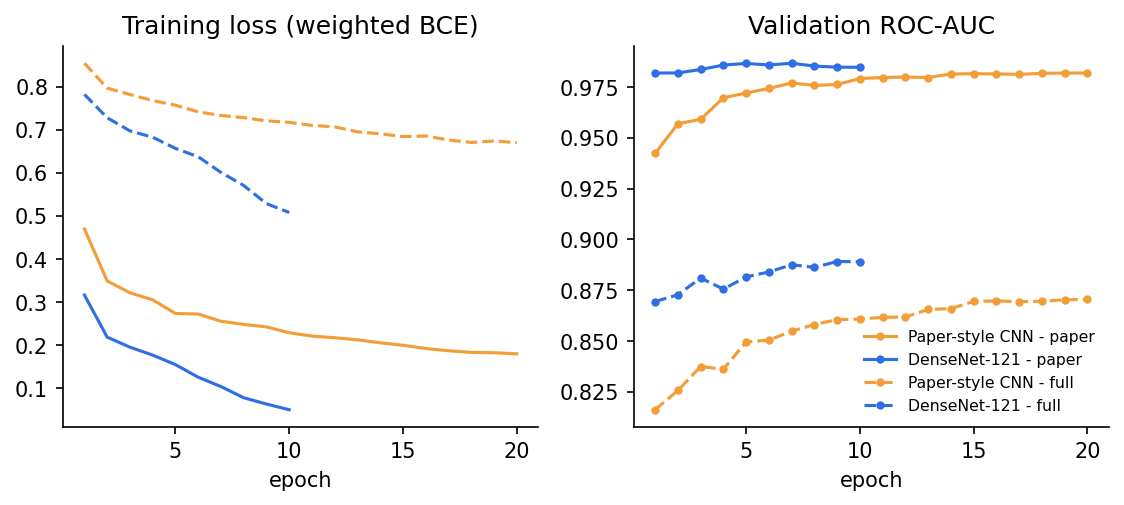 Training loss (weighted BCE)
0.8
0.7
0.6
0.5
0.4
0.3
0.2
0.1
5
10
15
20
epoch
Validation ROC-AUC
0.975
0.950
0.925
0.900
0.875
0.850
0.825
Paper-style CNN - paper
DenseNet-121 - paper
Paper-style CNN - full
DenseNet-121 - full
5
10
15
20
epoch